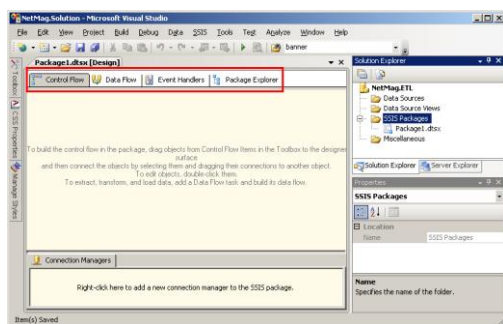 NetMag.Solution - Microsoft Visual Studio
File Edit View Project Build Debug Data SSIS Tools Test Analyze Window Help
banner
Package1.dtsx [Design]
Control Flow Data Flow Event Handlers Package Explorer
To build the control flow in the package, drag objects from Control Flow Items in the Toolbox to the designer
surface
and then connect the objects by selecting them and dragging their connections to another object.
To edit objects, double-click them.
To extract, transform, and load data, add a Data Flow task and build its data flow.
Connection Managers
Right-click here to add a new connection manager to the SSIS package.
Toolbox
CSS Properties
Manage Styles
Solution Explorer
NetMag.ETL
Data Sources
Data Source Views
SSIS Packages
Package1.dtsx
Miscellaneous
Solution Explorer Server Explorer
Properties
SSIS Packages
Location
Name SSIS Packages
Name
Specifies the name of the folder.
Item(s) Saved